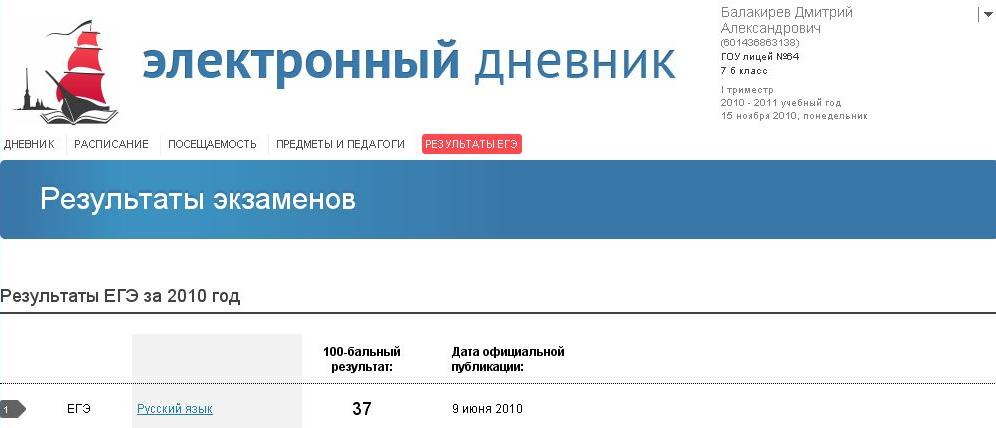 Балакирев Дмитрий
Александрович
(601436863138)
ГОУ лицей №64
7 б класс
I триместр
2010 - 2011 учебный год
15 ноября 2010, понедельник
электронный дневник
ДНЕВНИК РАСПИСАНИЕ ПОСЕЩАЕМОСТЬ ПРЕДМЕТЫ И ПЕДАГОГИ РЕЗУЛЬТАТЫ ЕГЭ
Результаты экзаменов
Результаты ЕГЭ за 2010 год
100-бальный Дата официальной
результат: публикации:
1 ЕГЭ Русский язык 37 9 июня 2010